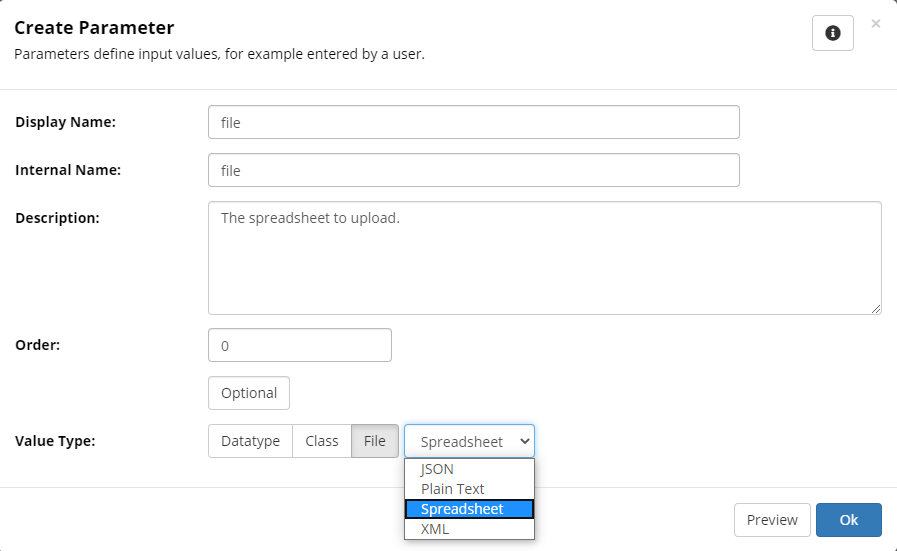 Create Parameter
Parameters define input values, for example entered by a user.
×
Display Name:
file
Internal Name:
file
Description:
The spreadsheet to upload.
Order:
0
Optional
Value Type:
Datatype Class File Spreadsheet
JSON
Plain Text
Spreadsheet
XML
Preview Ok